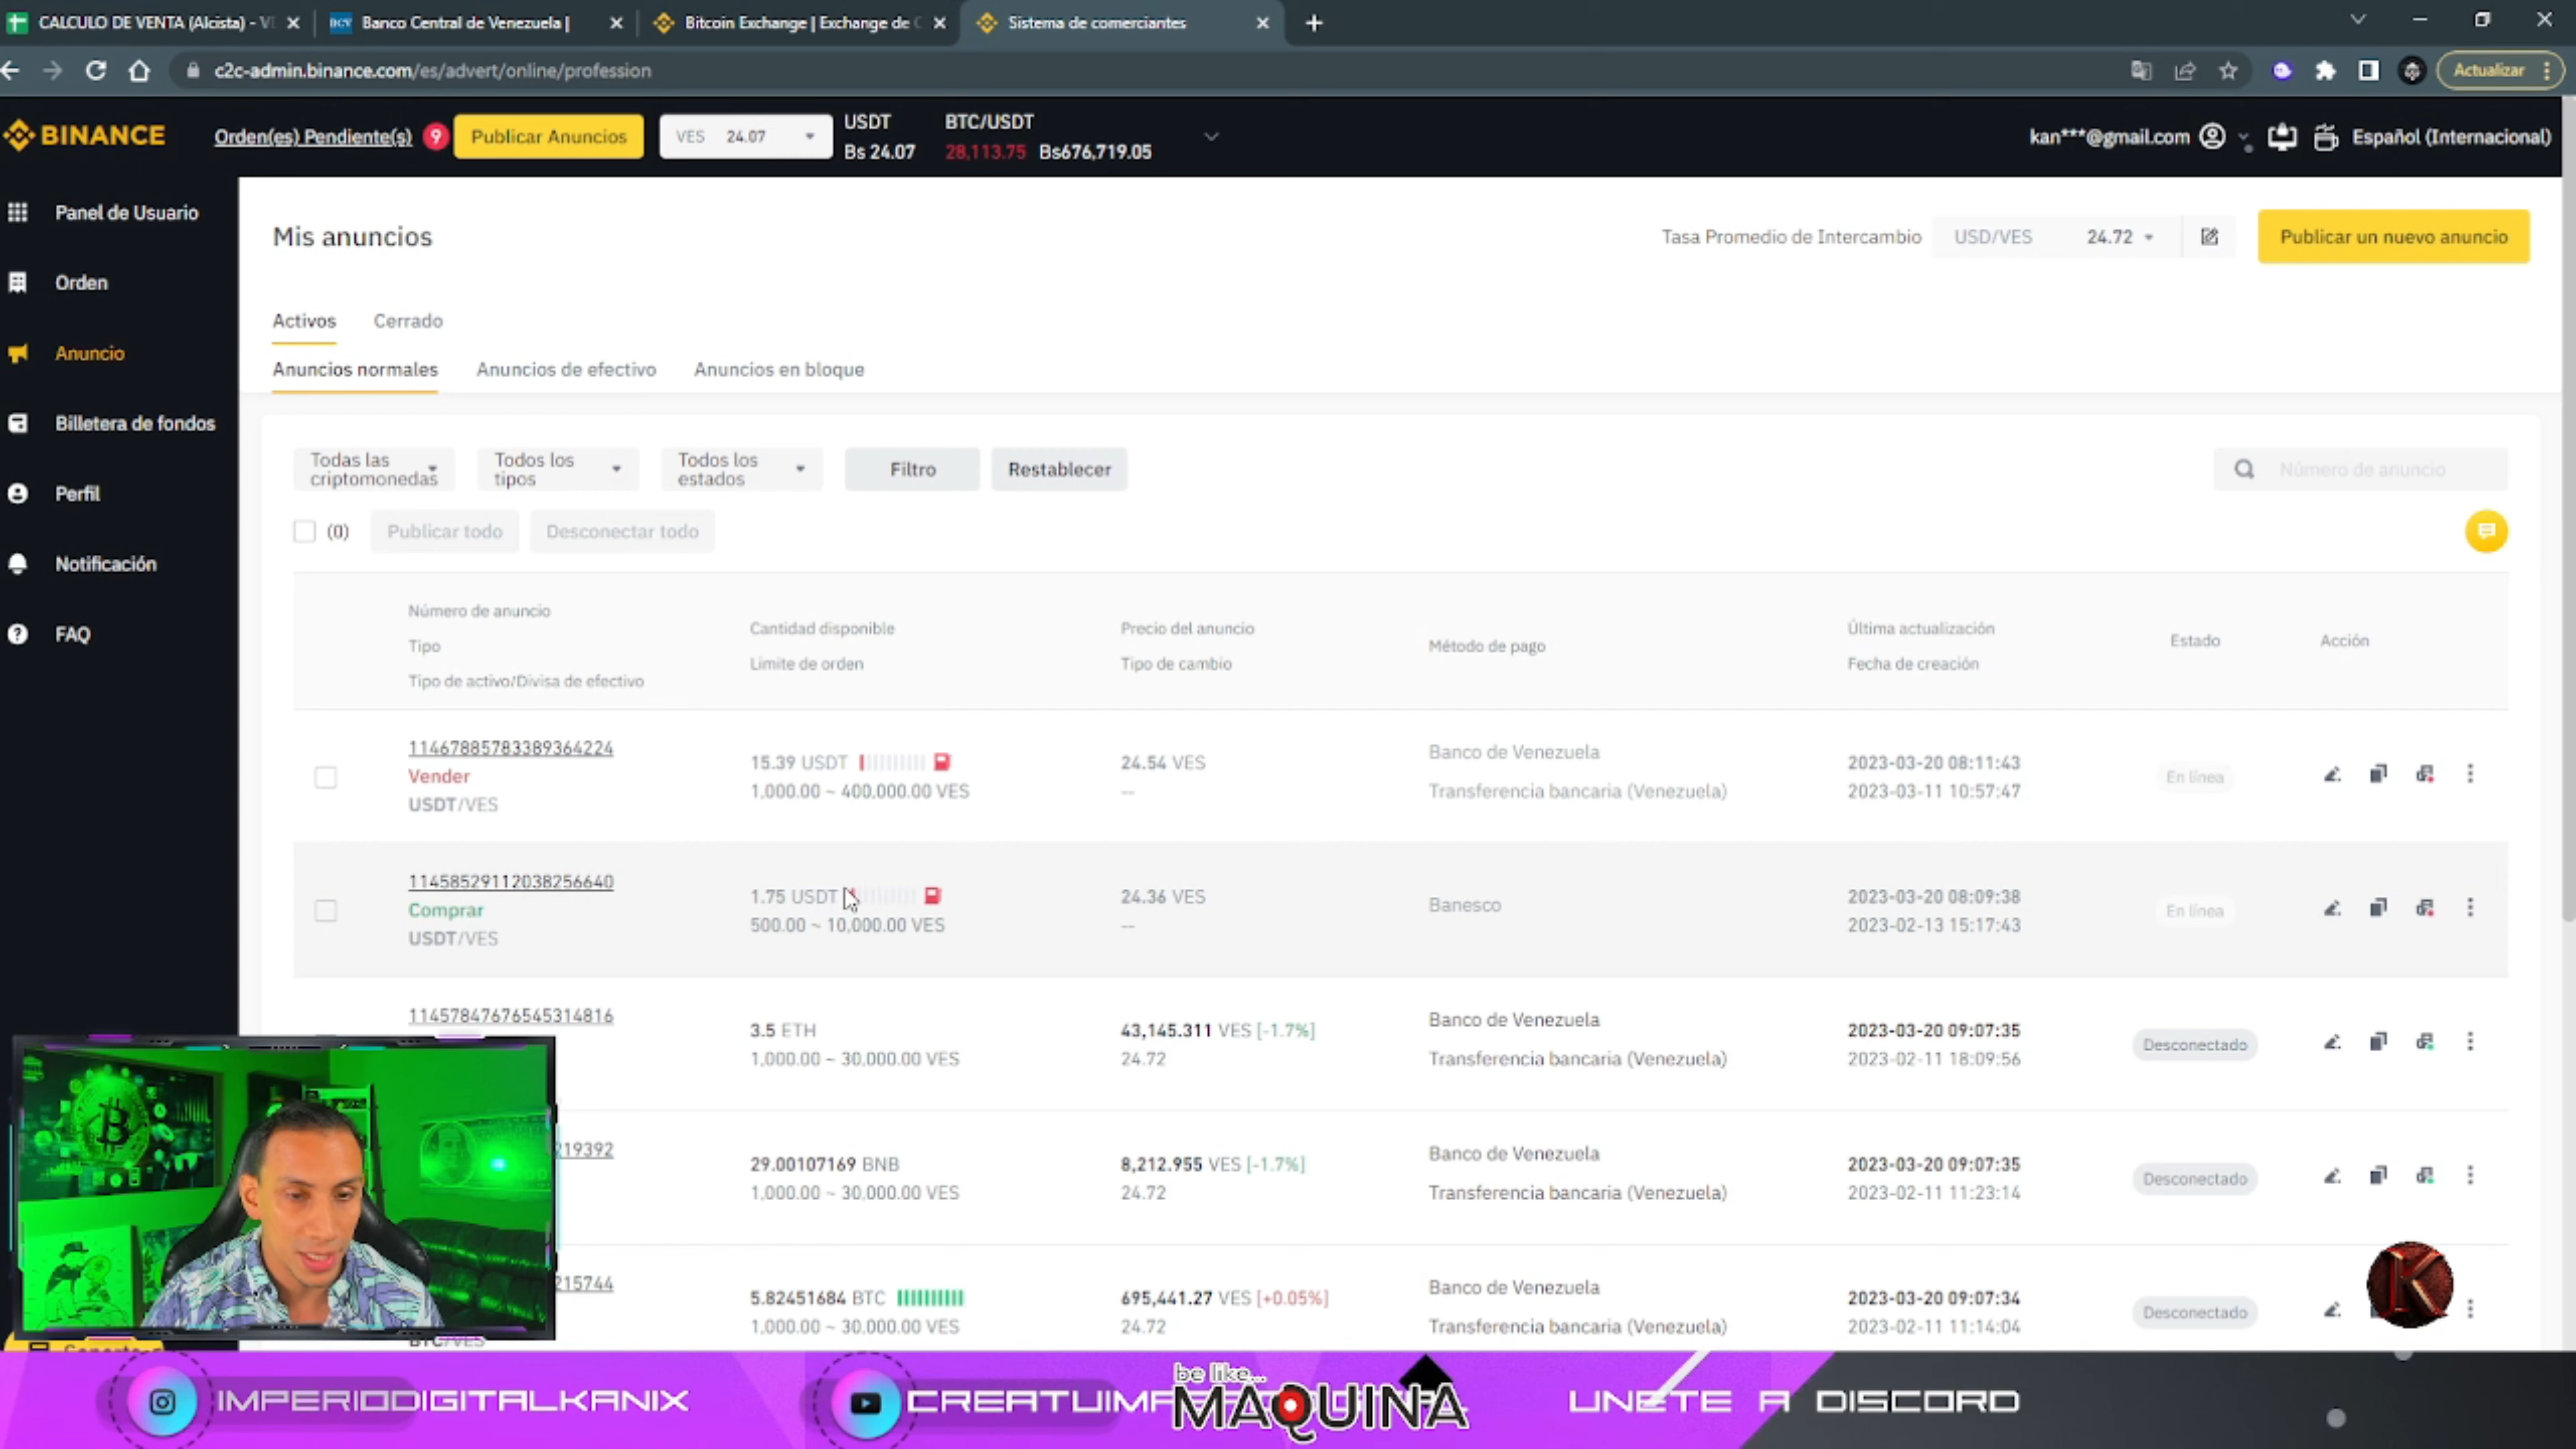 CALCULO DE VENTA (Alcista) - VE
BCV Banco Central de Venezuela |
Bitcoin Exchange | Exchange de C
Sistema de comerciantes
c2c-admin.binance.com/es/advert/online/profession
Actualizar
BINANCE
Orden(es) Pendiente(s) 9
Publicar Anuncios
VES 24.07
USDT
Bs 24.07
BTC/USDT
28,113.75 Bs676,719.05
kan***@gmail.com
Español (Internacional)
Panel de Usuario
Orden
Anuncio
Billetera de fondos
Perfil
Notificación
FAQ
Mis anuncios
Tasa Promedio de Intercambio
USD/VES 24.72
Publicar un nuevo anuncio
Activos
Cerrado
Anuncios normales
Anuncios de efectivo
Anuncios en bloque
Todas las
criptomonedas
Todos los
tipos
Todos los
estados
Filtro
Restablecer
Número de anuncio
(0)
Publicar todo
Desconectar todo
Número de anuncio
Tipo
Tipo de activo/Divisa de efectivo
Cantidad disponible
Limite de orden
Precio del anuncio
Tipo de cambio
Método de pago
Última actualización
Fecha de creación
Estado
Acción
11467885783389364224
Vender
USDT/VES
15.39 USDT
1,000.00 ~ 400,000.00 VES
24.54 VES
--
Banco de Venezuela
Transferencia bancaria (Venezuela)
2023-03-20 08:11:43
2023-03-11 10:57:47
En línea
11458529112038256640
Comprar
USDT/VES
1.75 USDT
500.00 ~ 10,000.00 VES
24.36 VES
--
Banesco
2023-03-20 08:09:38
2023-02-13 15:17:43
En línea
11457847676545314816
3.5 ETH
1,000.00 ~ 30,000.00 VES
43,145.311 VES [-1.7%]
24.72
Banco de Venezuela
Transferencia bancaria (Venezuela)
2023-03-20 09:07:35
2023-02-11 18:09:56
Desconectado
219392
29.00107169 BNB
1,000.00 ~ 30,000.00 VES
8,212.955 VES [-1.7%]
24.72
Banco de Venezuela
Transferencia bancaria (Venezuela)
2023-03-20 09:07:35
2023-02-11 11:23:14
Desconectado
215744
BTC/VES
5.82451684 BTC
1,000.00 ~ 30,000.00 VES
695,441.27 VES [+0.05%]
24.72
Banco de Venezuela
Transferencia bancaria (Venezuela)
2023-03-20 09:07:34
2023-02-11 11:14:04
Desconectado
K
IMPERIODIGITALKANIX
CREATUIMP
be like...
MAQUINA
UNETE A DISCORD